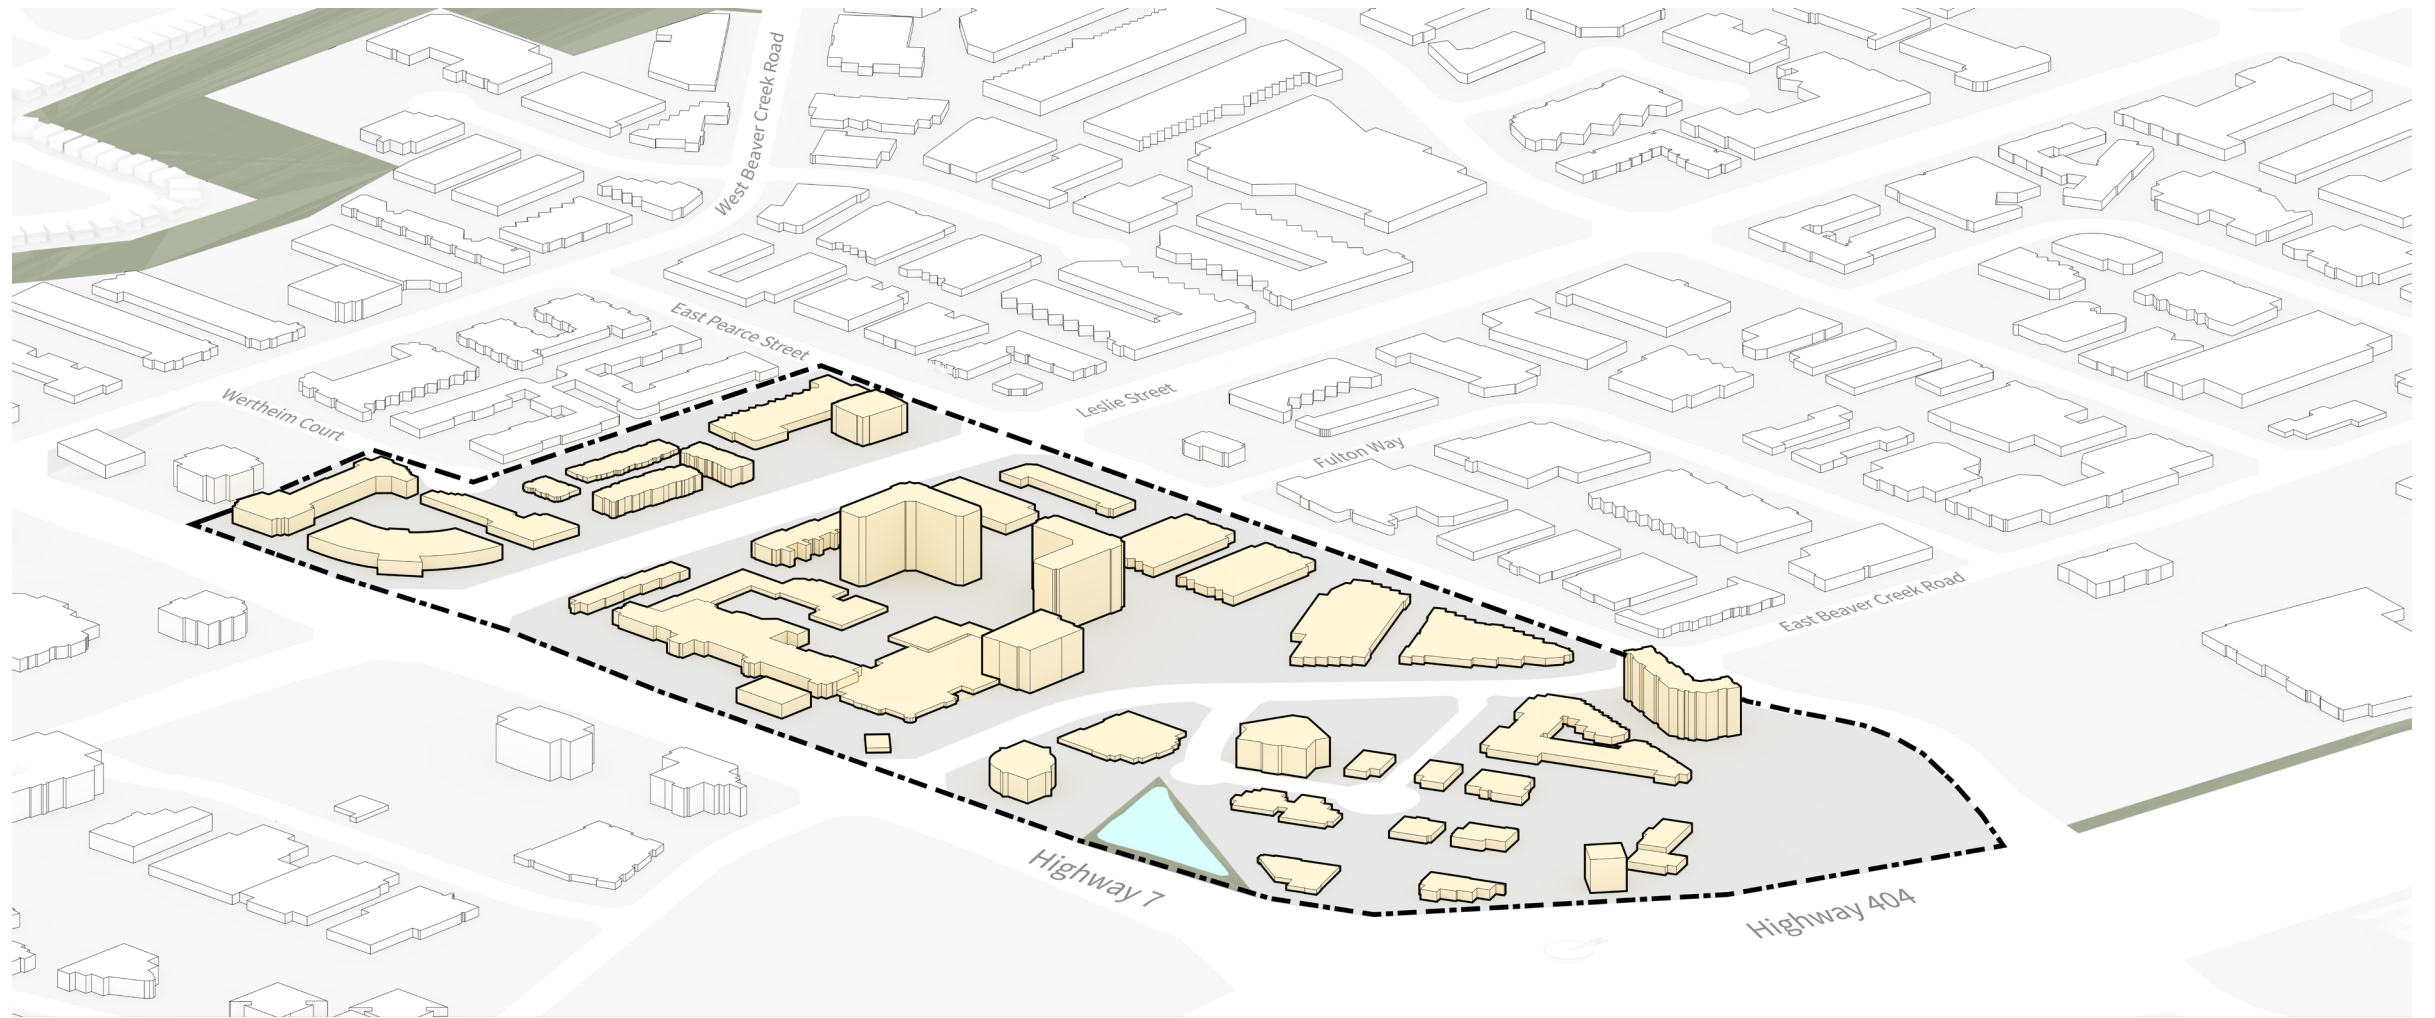 West Beaver Creek Road
East Pearce Street
Wertheim Court
Leslie Street
Fulton Way
East Beaver Creek Road
Highway 7
Highway 404